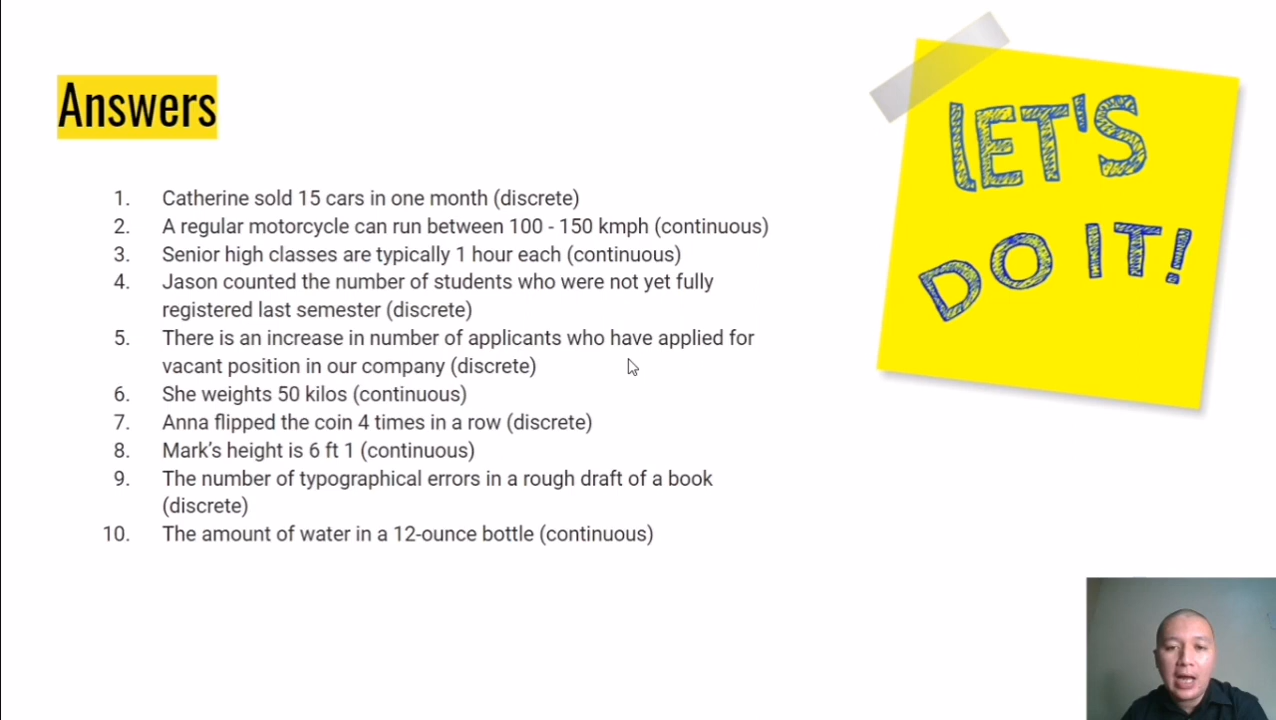 Answers
LET'S
DO IT!
1. Catherine sold 15 cars in one month (discrete)
2. A regular motorcycle can run between 100 - 150 kmph (continuous)
3. Senior high classes are typically 1 hour each (continuous)
4. Jason counted the number of students who were not yet fully
registered last semester (discrete)
5. There is an increase in number of applicants who have applied for
vacant position in our company (discrete)
6. She weights 50 kilos (continuous)
7. Anna flipped the coin 4 times in a row (discrete)
8. Mark's height is 6 ft 1 (continuous)
9. The number of typographical errors in a rough draft of a book
(discrete)
10. The amount of water in a 12-ounce bottle (continuous)